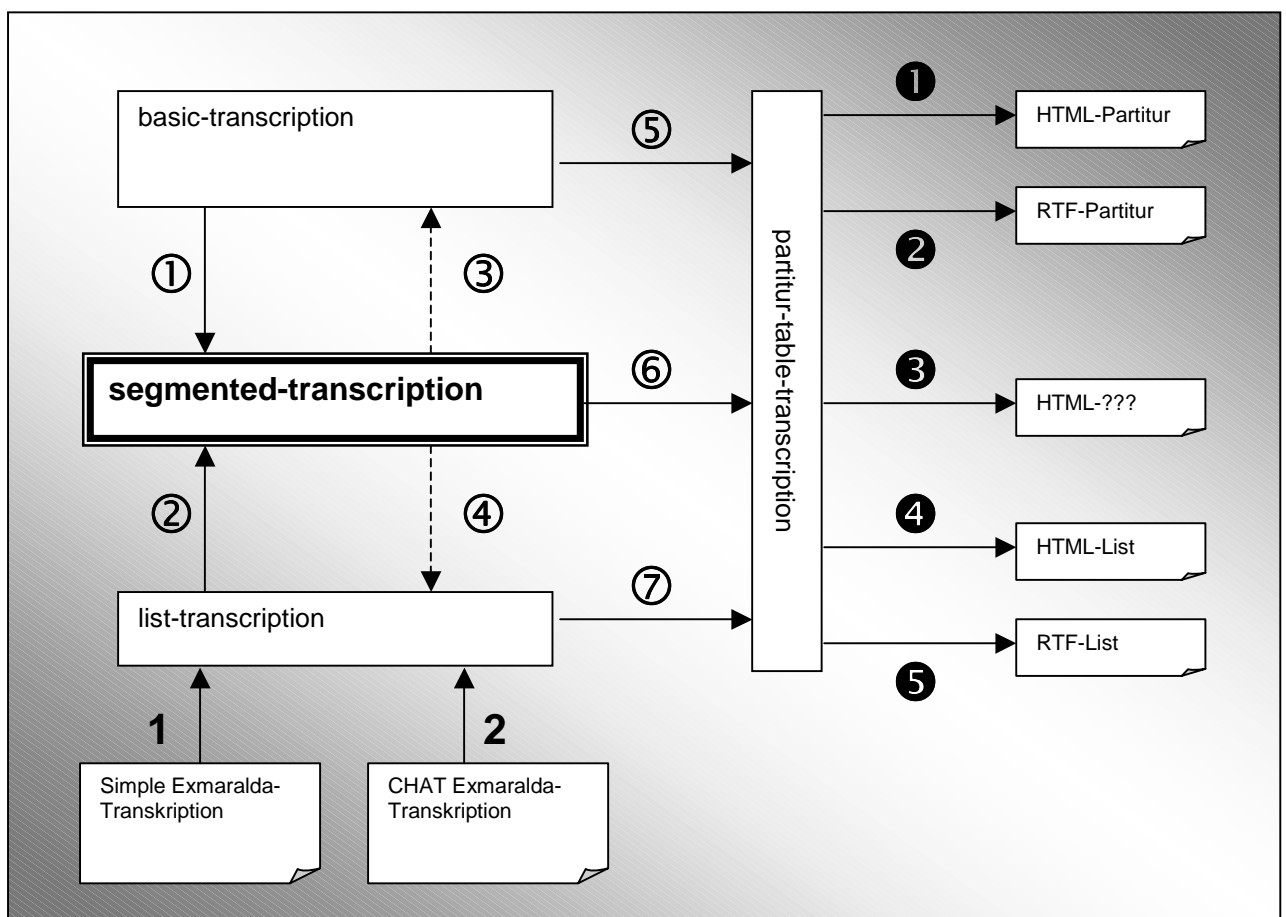 basic-transcription
⑤
❶
HTML-Partitur
RTF-Partitur
❷
①
③
partitur-table-transcription
segmented-transcription
⑥
❸
HTML-???
②
④
❹
HTML-List
list-transcription
⑦
RTF-List
❺
1
2
Simple Exmaralda-
Transkription
CHAT Exmaralda-
Transkription